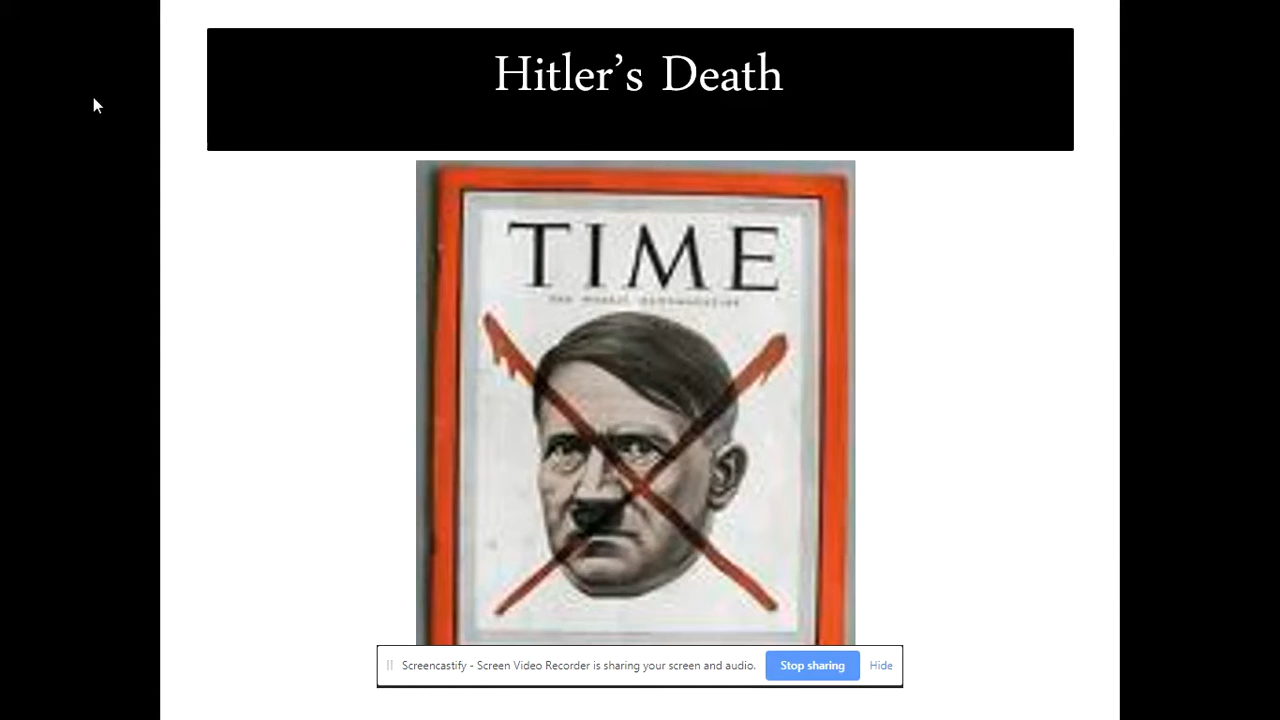 Hitler's Death
TIME
Screencastify - Screen Video Recorder is sharing your screen and audio.
Stop sharing
Hide